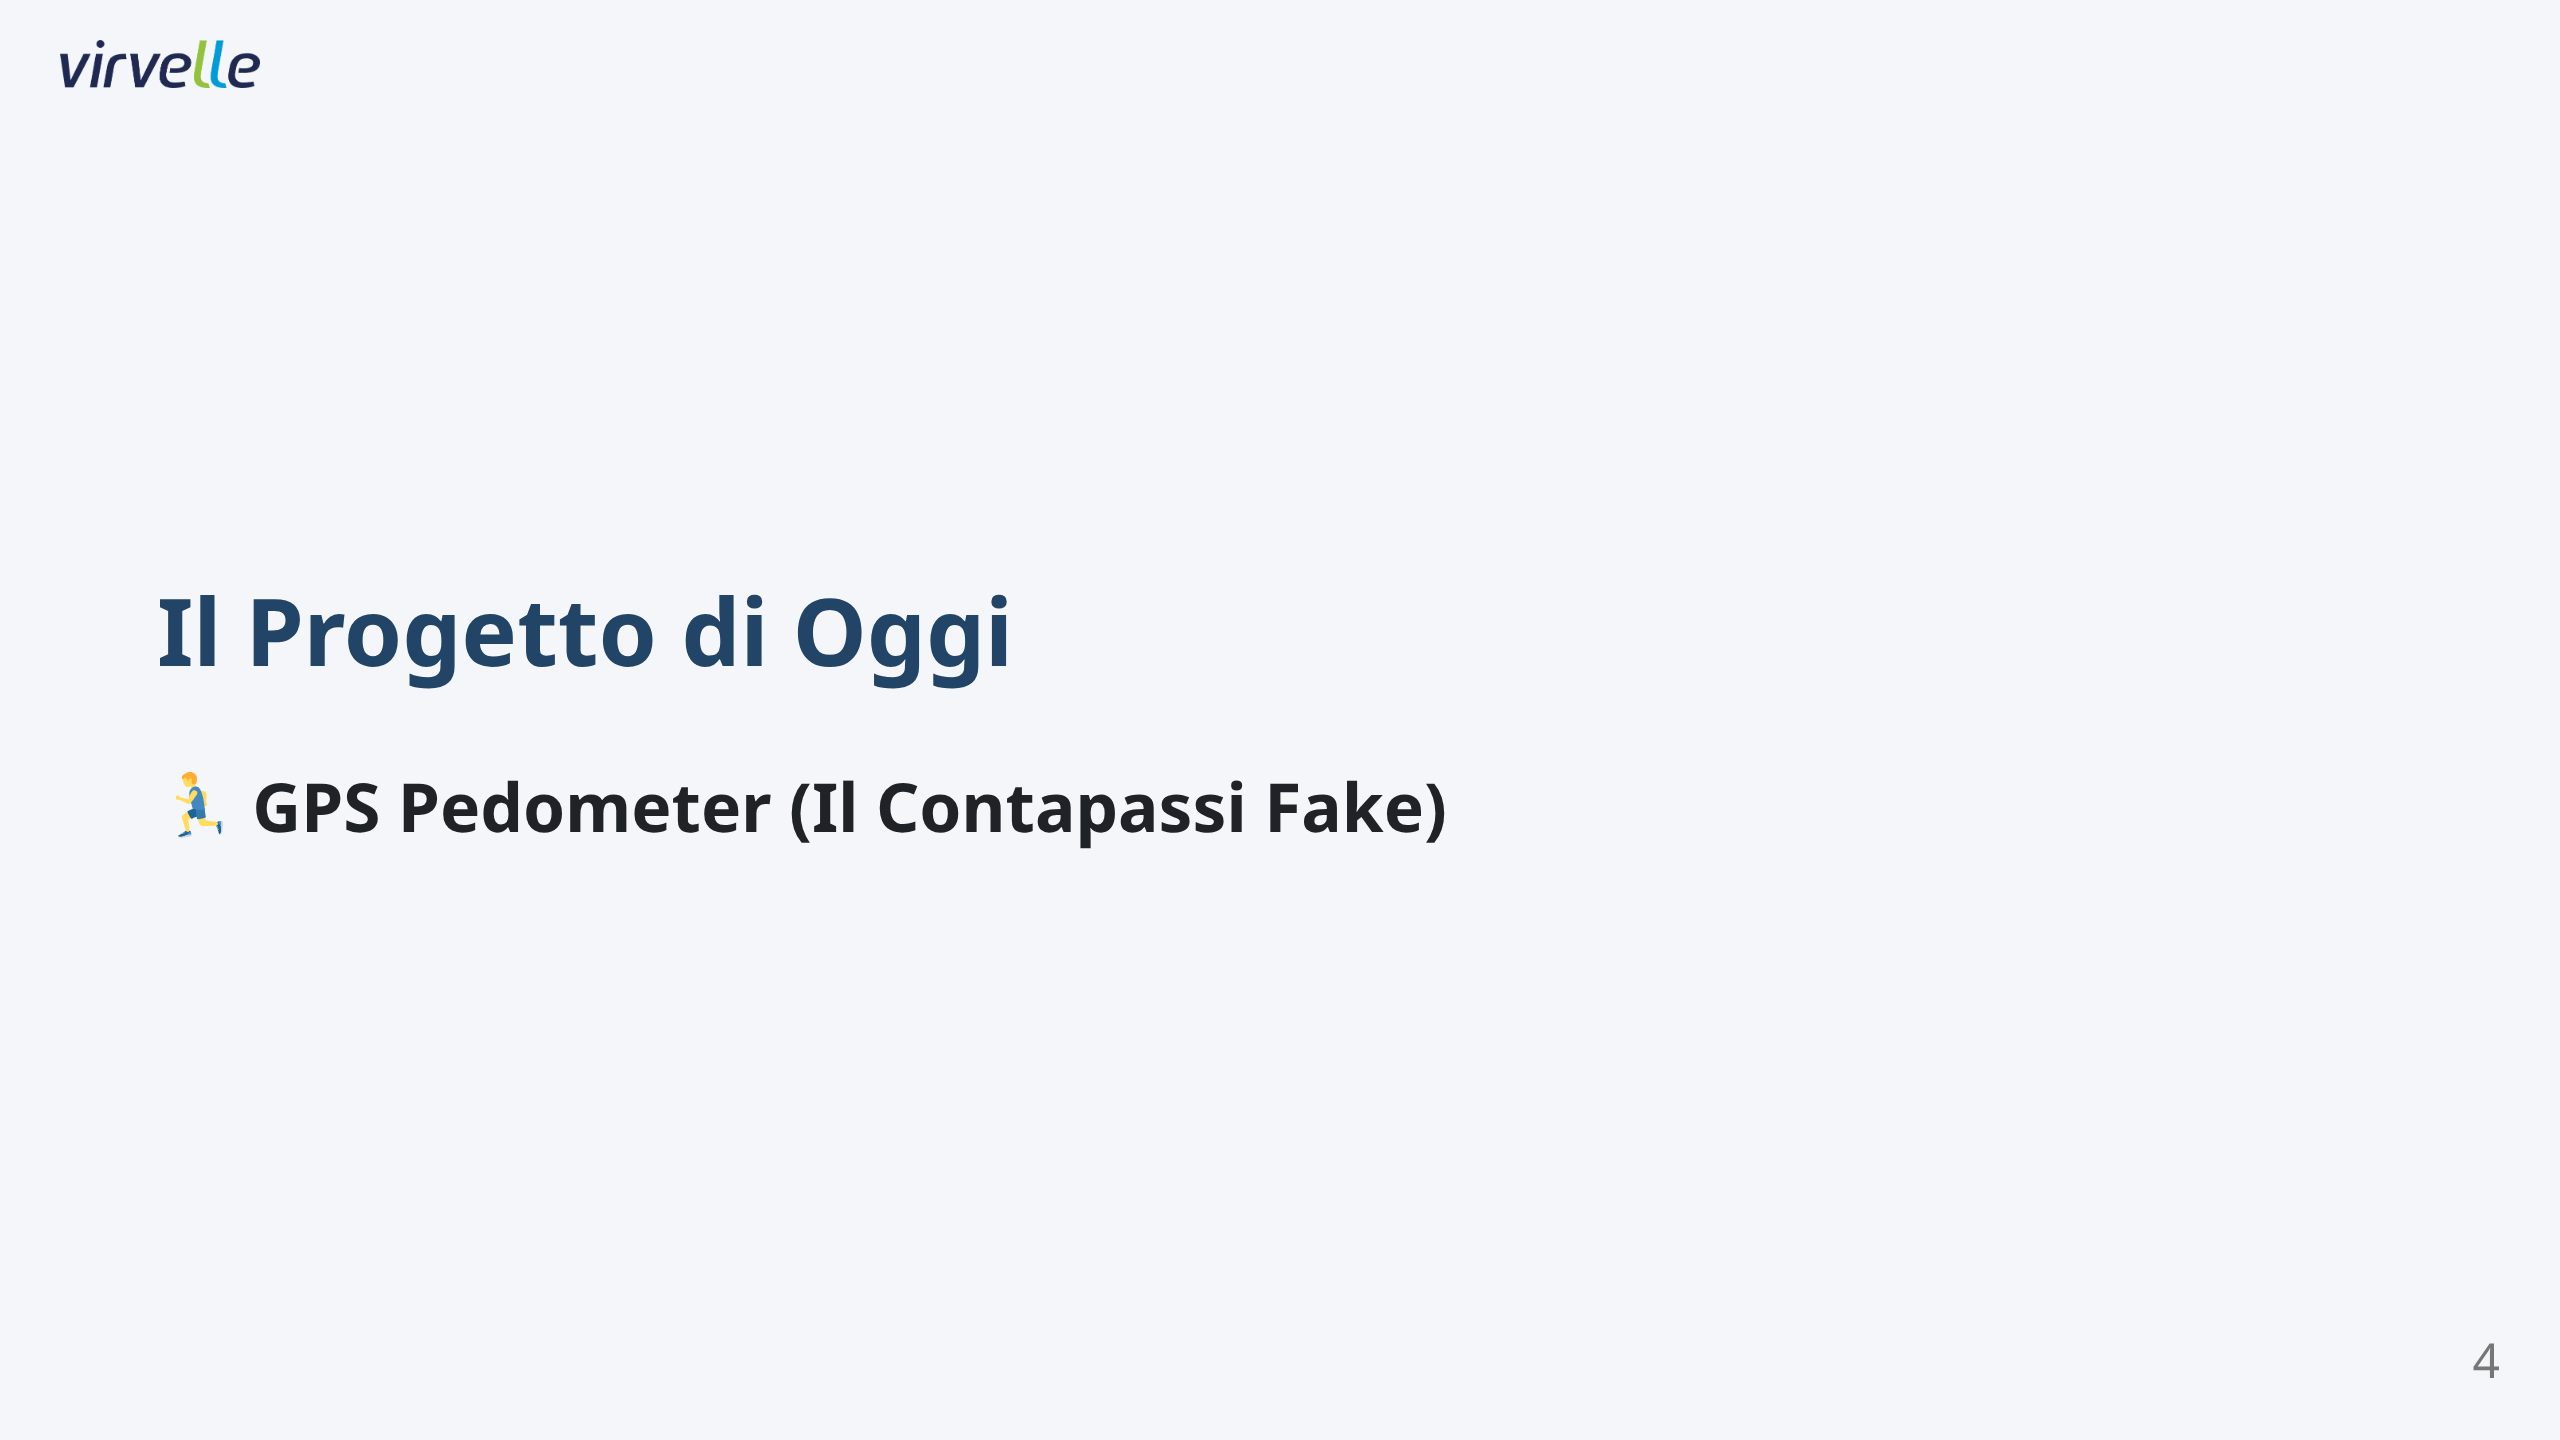 virvelle
Il Progetto di Oggi
🏃‍♂️ GPS Pedometer (Il Contapassi Fake)
4